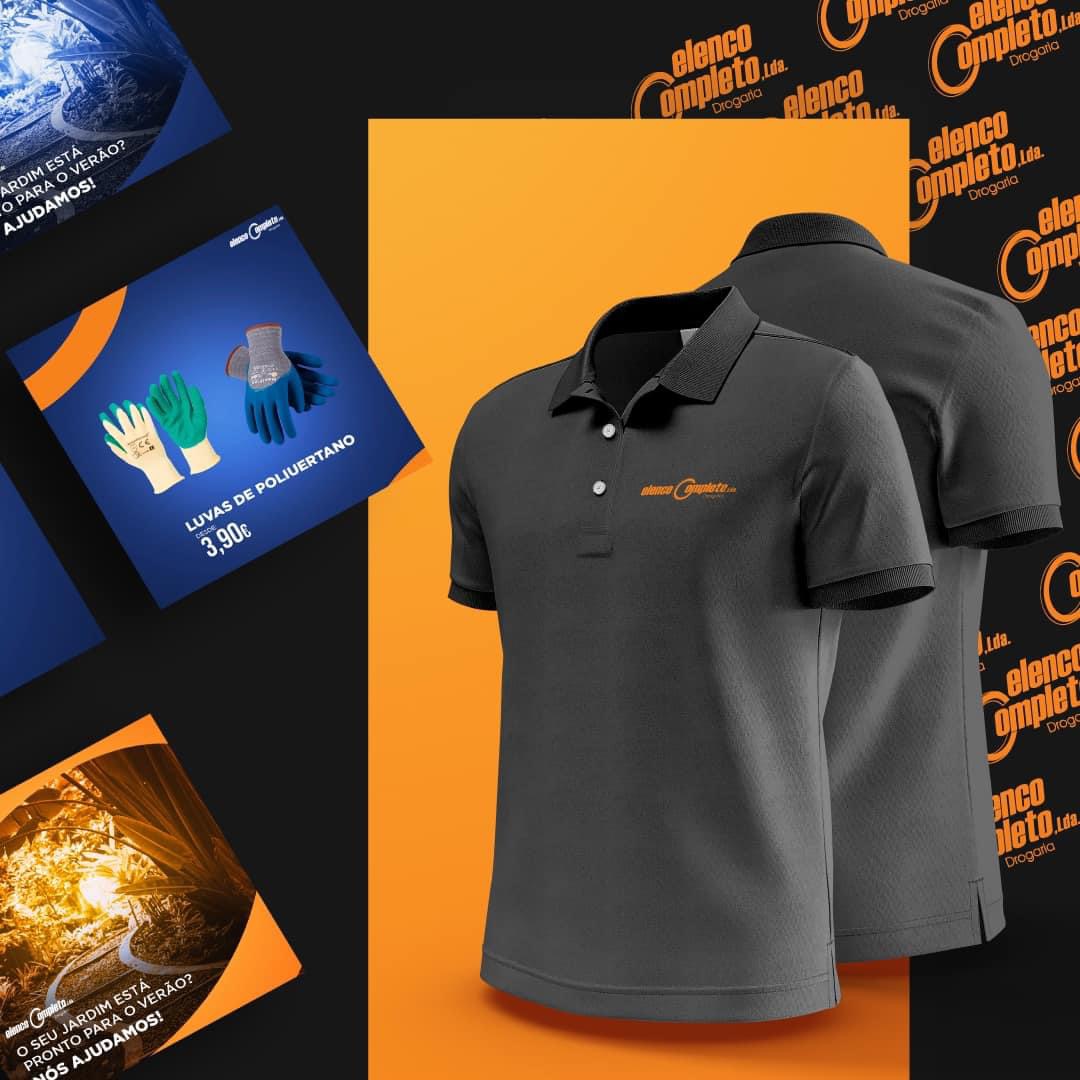 ARDIM ESTÁ
O PARA O VERÃO?
AJUDAMOS!
elenco Completo,Lda.
Drogaria
LUVAS DE POLIUERTANO
DESDE
3,90€
elenco Completo,Lda.
O SEU JARDIM ESTÁ
PRONTO PARA O VERÃO?
NÓS AJUDAMOS!
elenco Completo,Lda.
Drogaria
elenco
Completo,Lda.
Drogaria
elenco
Completo,Lda.
Drogaria
elenco
Completo,Lda.
elenco
Completo,Lda.
Drogaria
elenco
Completo,Lda.
Drogaria